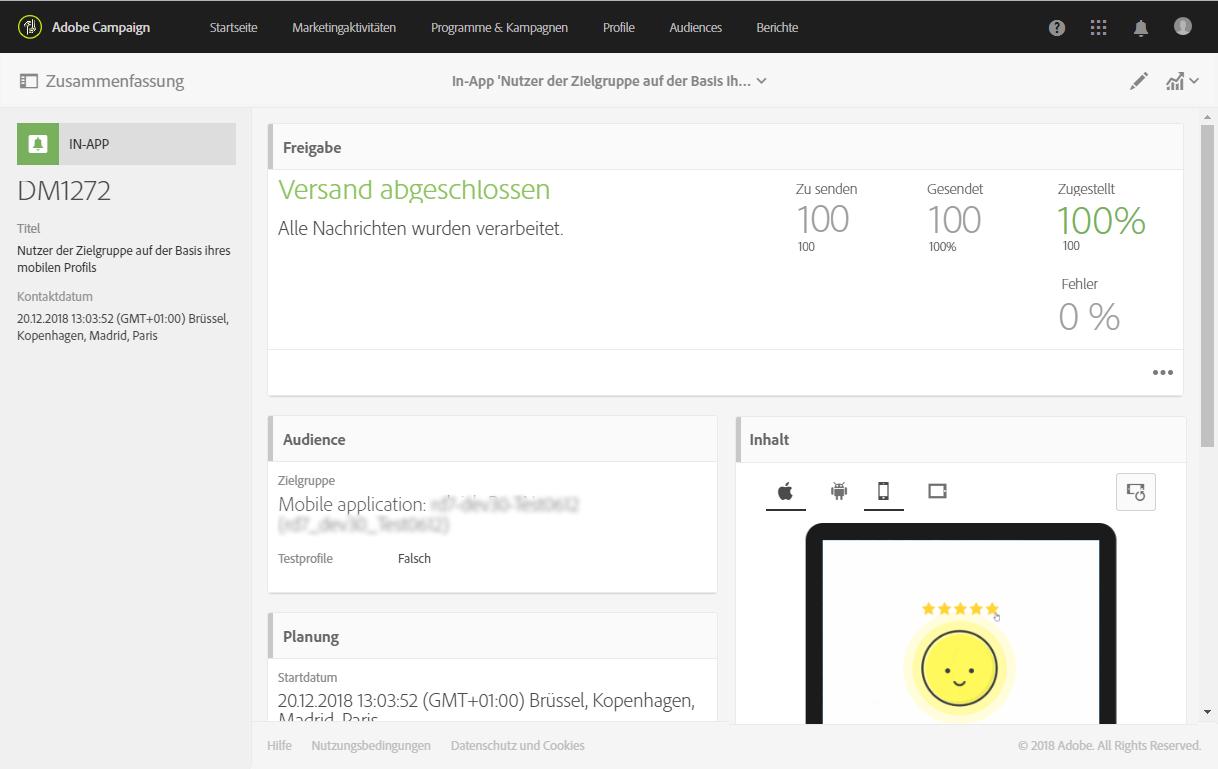 Adobe Campaign
Startseite
Marketingaktivitäten
Programme & Kampagnen
Profile
Audiences
Berichte
Zusammenfassung
In-App 'Nutzer der Zielgruppe auf der Basis ih...
IN-APP
DM1272
Titel
Nutzer der Zielgruppe auf der Basis ihres
mobilen Profils
Kontaktdatum
20.12.2018 13:03:52 (GMT+01:00) Brüssel,
Kopenhagen, Madrid, Paris
Freigabe
Versand abgeschlossen
Alle Nachrichten wurden verarbeitet.
Zu senden
100
100
Gesendet
100
100%
Zugestellt
100%
100
Fehler
0 %
Audience
Zielgruppe
Mobile application:
Testprofile
Falsch
Planung
Startdatum
20.12.2018 13:03:52 (GMT+01:00) Brüssel, Kopenhagen,
Madrid, Paris
Inhalt
Hilfe
Nutzungsbedingungen
Datenschutz und Cookies
© 2018 Adobe. All Rights Reserved.